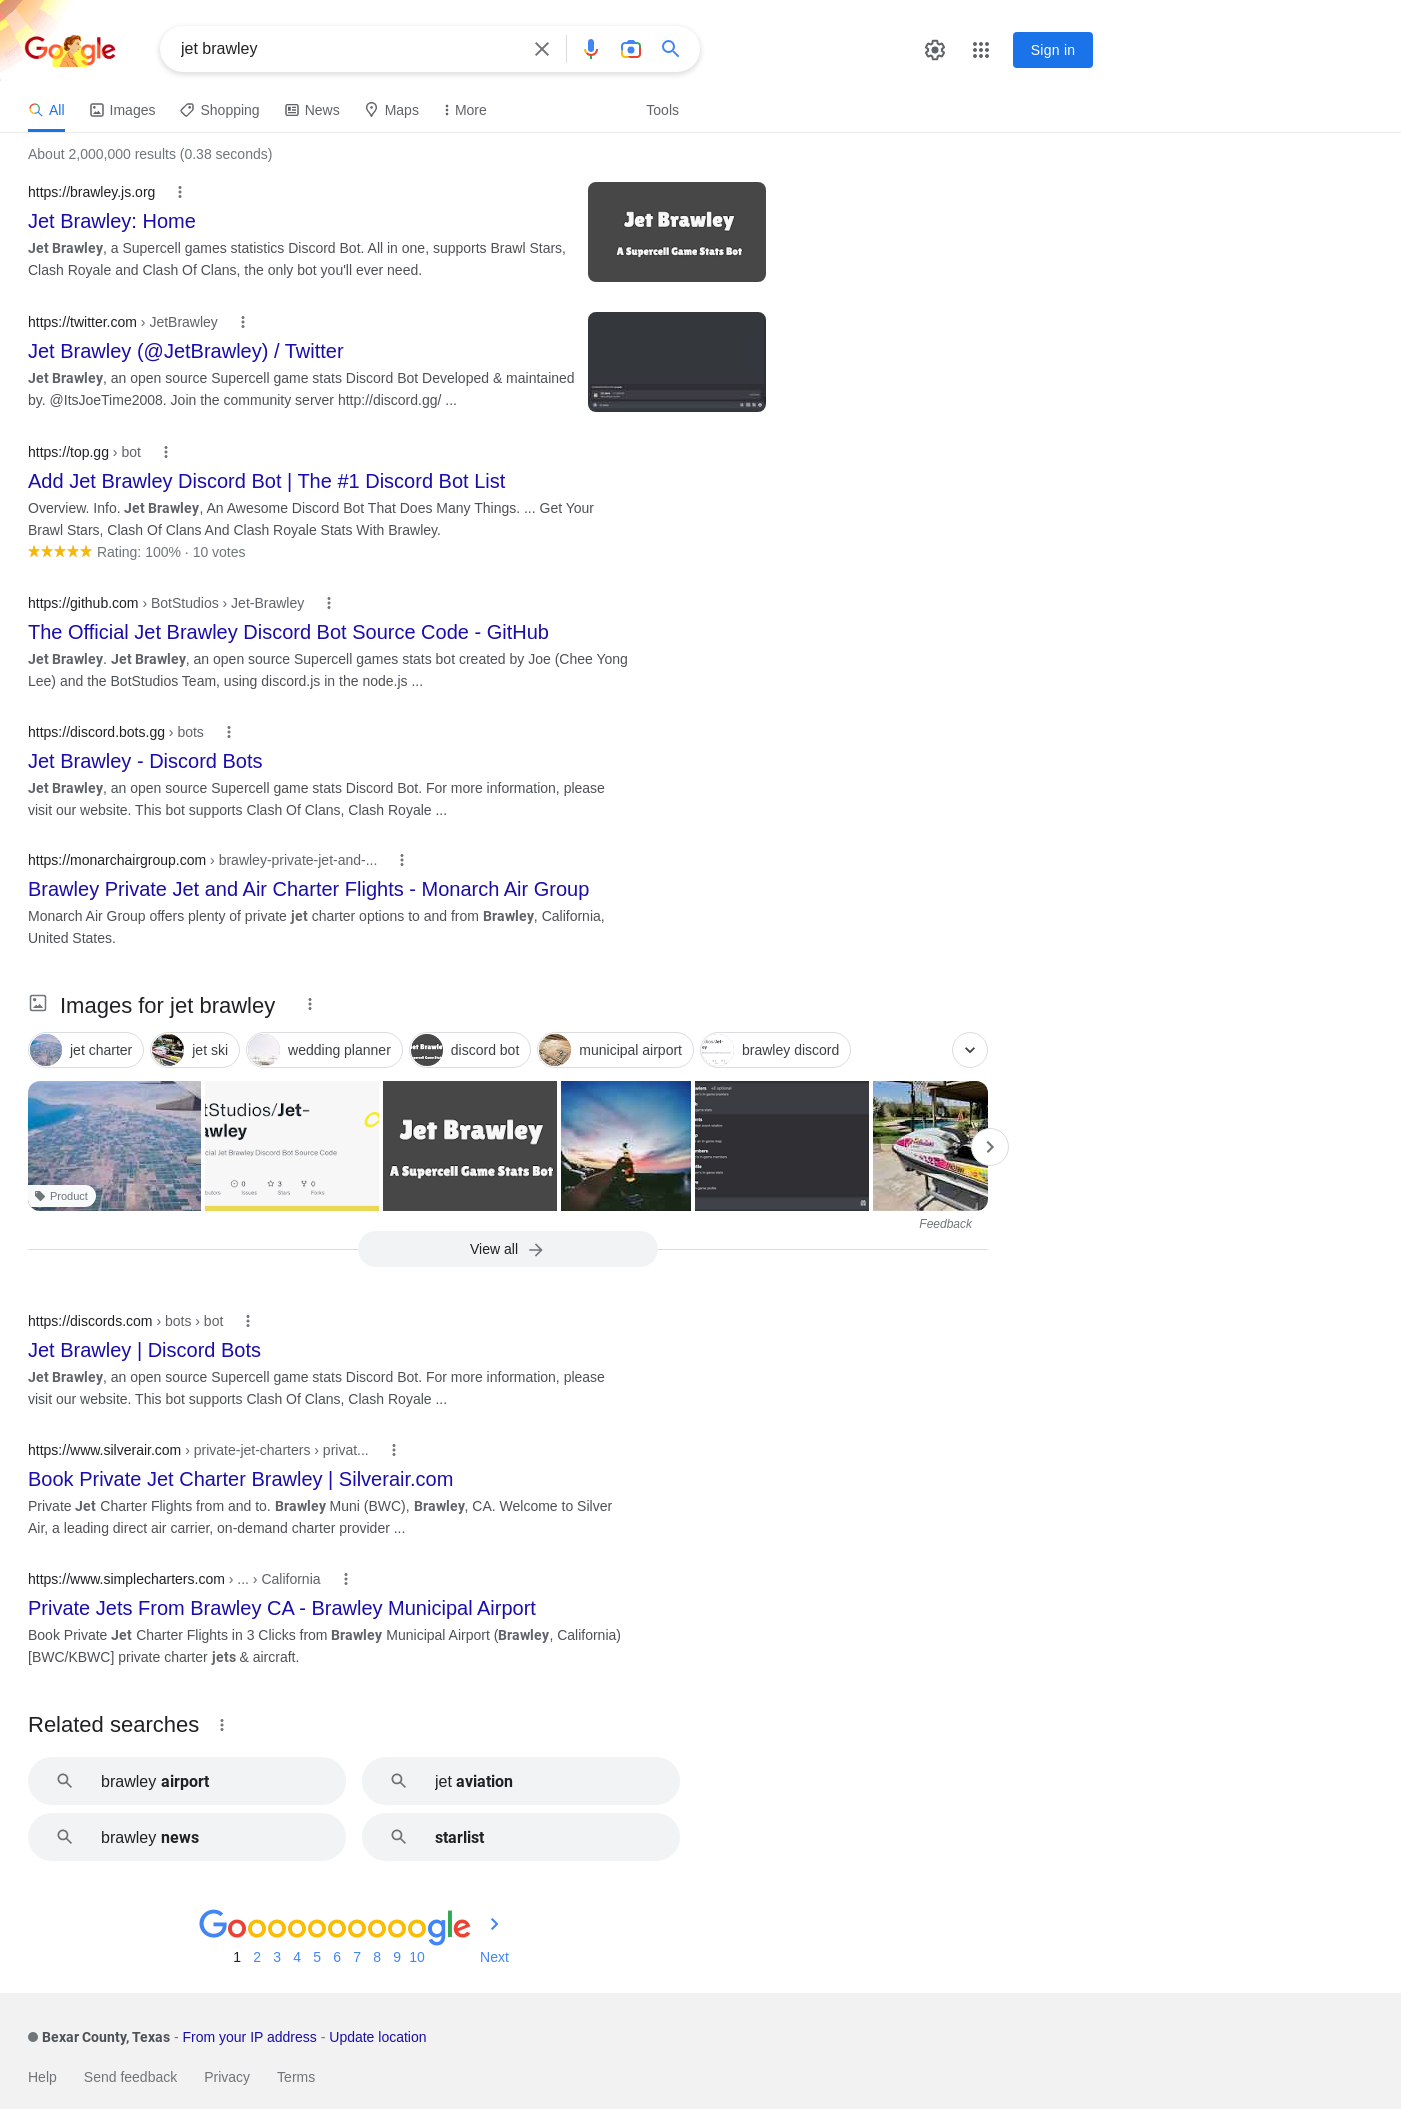 Google
jet brawley
Sign in
All
Images
Shopping
News
Maps
More
Tools
About 2,000,000 results (0.38 seconds)
https://brawley.js.org
Jet Brawley: Home
Jet Brawley, a Supercell games statistics Discord Bot. All in one, supports Brawl Stars,
Clash Royale and Clash Of Clans, the only bot you'll ever need.
Jet Brawley
A Supercell Game Stats Bot
https://twitter.com › JetBrawley
Jet Brawley (@JetBrawley) / Twitter
Jet Brawley, an open source Supercell game stats Discord Bot Developed & maintained
by. @ItsJoeTime2008. Join the community server http://discord.gg/ ...
https://top.gg › bot
Add Jet Brawley Discord Bot | The #1 Discord Bot List
Overview. Info. Jet Brawley, An Awesome Discord Bot That Does Many Things. ... Get Your
Brawl Stars, Clash Of Clans And Clash Royale Stats With Brawley.
Rating: 100% · 10 votes
https://github.com › BotStudios › Jet-Brawley
The Official Jet Brawley Discord Bot Source Code - GitHub
Jet Brawley. Jet Brawley, an open source Supercell games stats bot created by Joe (Chee Yong
Lee) and the BotStudios Team, using discord.js in the node.js ...
https://discord.bots.gg › bots
Jet Brawley - Discord Bots
Jet Brawley, an open source Supercell game stats Discord Bot. For more information, please
visit our website. This bot supports Clash Of Clans, Clash Royale ...
https://monarchairgroup.com › brawley-private-jet-and-...
Brawley Private Jet and Air Charter Flights - Monarch Air Group
Monarch Air Group offers plenty of private jet charter options to and from Brawley, California,
United States.
Images for jet brawley
jet charter
jet ski
wedding planner
discord bot
municipal airport
brawley discord
Product
tStudios/Jet-
awley
cial Jet Brawley Discord Bot Source Code
0
3
0
butors
Issues
Stars
Forks
Jet Brawley
A Supercell Game Stats Bot
Feedback
View all
https://discords.com › bots › bot
Jet Brawley | Discord Bots
Jet Brawley, an open source Supercell game stats Discord Bot. For more information, please
visit our website. This bot supports Clash Of Clans, Clash Royale ...
https://www.silverair.com › private-jet-charters › privat...
Book Private Jet Charter Brawley | Silverair.com
Private Jet Charter Flights from and to. Brawley Muni (BWC), Brawley, CA. Welcome to Silver
Air, a leading direct air carrier, on-demand charter provider ...
https://www.simplecharters.com › ... › California
Private Jets From Brawley CA - Brawley Municipal Airport
Book Private Jet Charter Flights in 3 Clicks from Brawley Municipal Airport (Brawley, California)
[BWC/KBWC] private charter jets & aircraft.
Related searches
brawley airport
jet aviation
brawley news
starlist
Goooooooooogle
1 2 3 4 5 6 7 8 9 10 Next
Bexar County, Texas - From your IP address - Update location
Help
Send feedback
Privacy
Terms